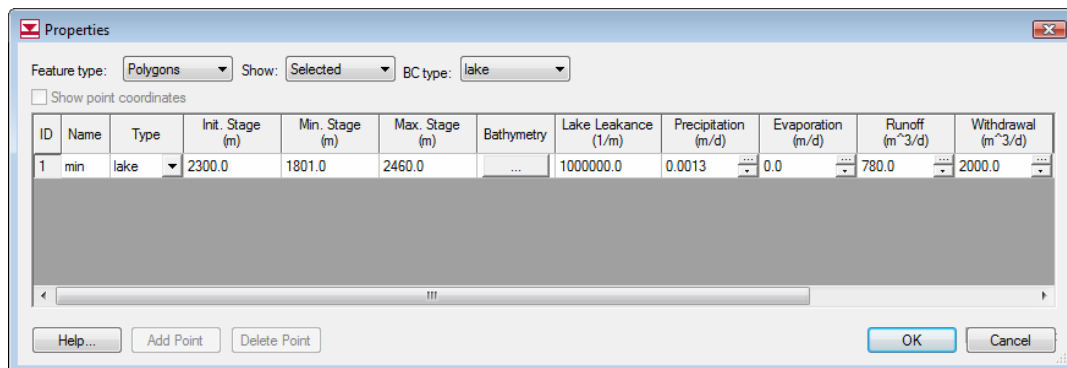 Properties
Feature type: Polygons Show: Selected BC type: lake
Show point coordinates
ID Name Type Init. Stage (m) Min. Stage (m) Max. Stage (m) Bathymetry Lake Leakance (1/m) Precipitation (m/d) Evaporation (m/d) Runoff (m^3/d) Withdrawal (m^3/d)
1 min lake 2300.0 1801.0 2460.0 ... 1000000.0 0.0013 ... 0.0 ... 780.0 ... 2000.0 ...
Help... Add Point Delete Point OK Cancel